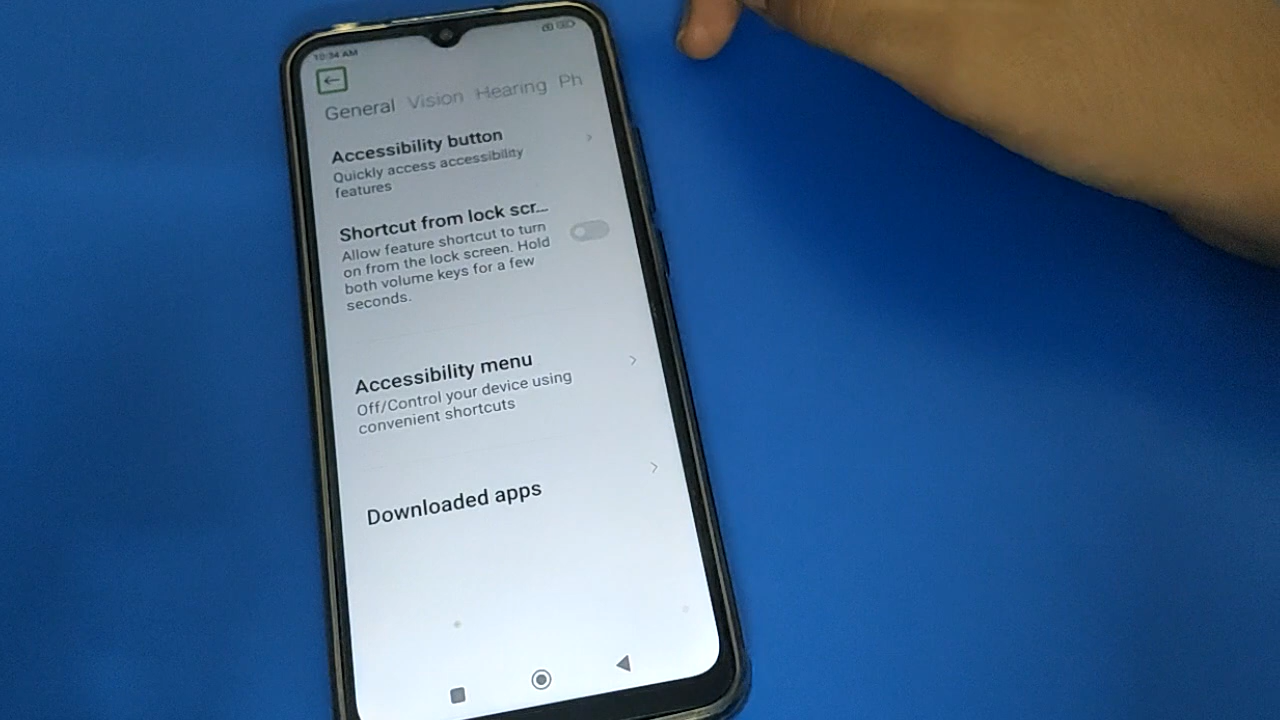 10:34 AM
General Vision Hearing Ph
Accessibility button
Quickly access accessibility
features
Shortcut from lock scr...
Allow feature shortcut to turn
on from the lock screen. Hold
both volume keys for a few
seconds.
Accessibility menu
Off/Control your device using
convenient shortcuts
Downloaded apps